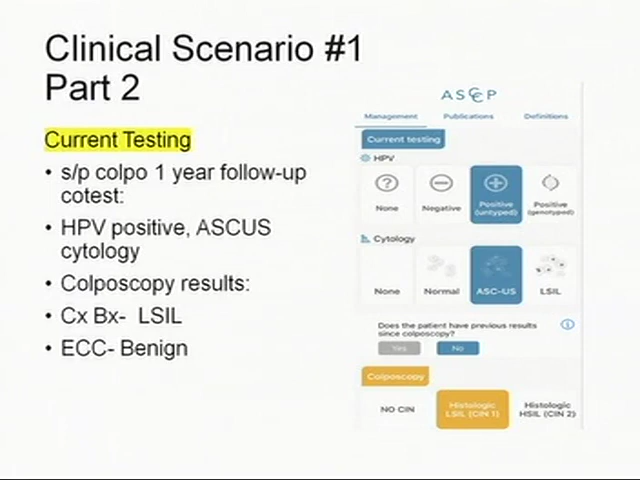 Clinical Scenario #1
Part 2
Current Testing
• s/p colpo 1 year follow-up
cotest:
• HPV positive, ASCUS
cytology
• Colposcopy results:
• Cx Bx- LSIL
• ECC- Benign
ASCCP
Management Publications Definitions
Current testing
HPV
None Negative Positive (untyped) Positive (genotyped)
Cytology
None Normal ASC-US LSIL
Does the patient have previous results
since colposcopy?
Yes No
Colposcopy
NO CIN Histologic LSIL (CIN 1) Histologic HSIL (CIN 2)